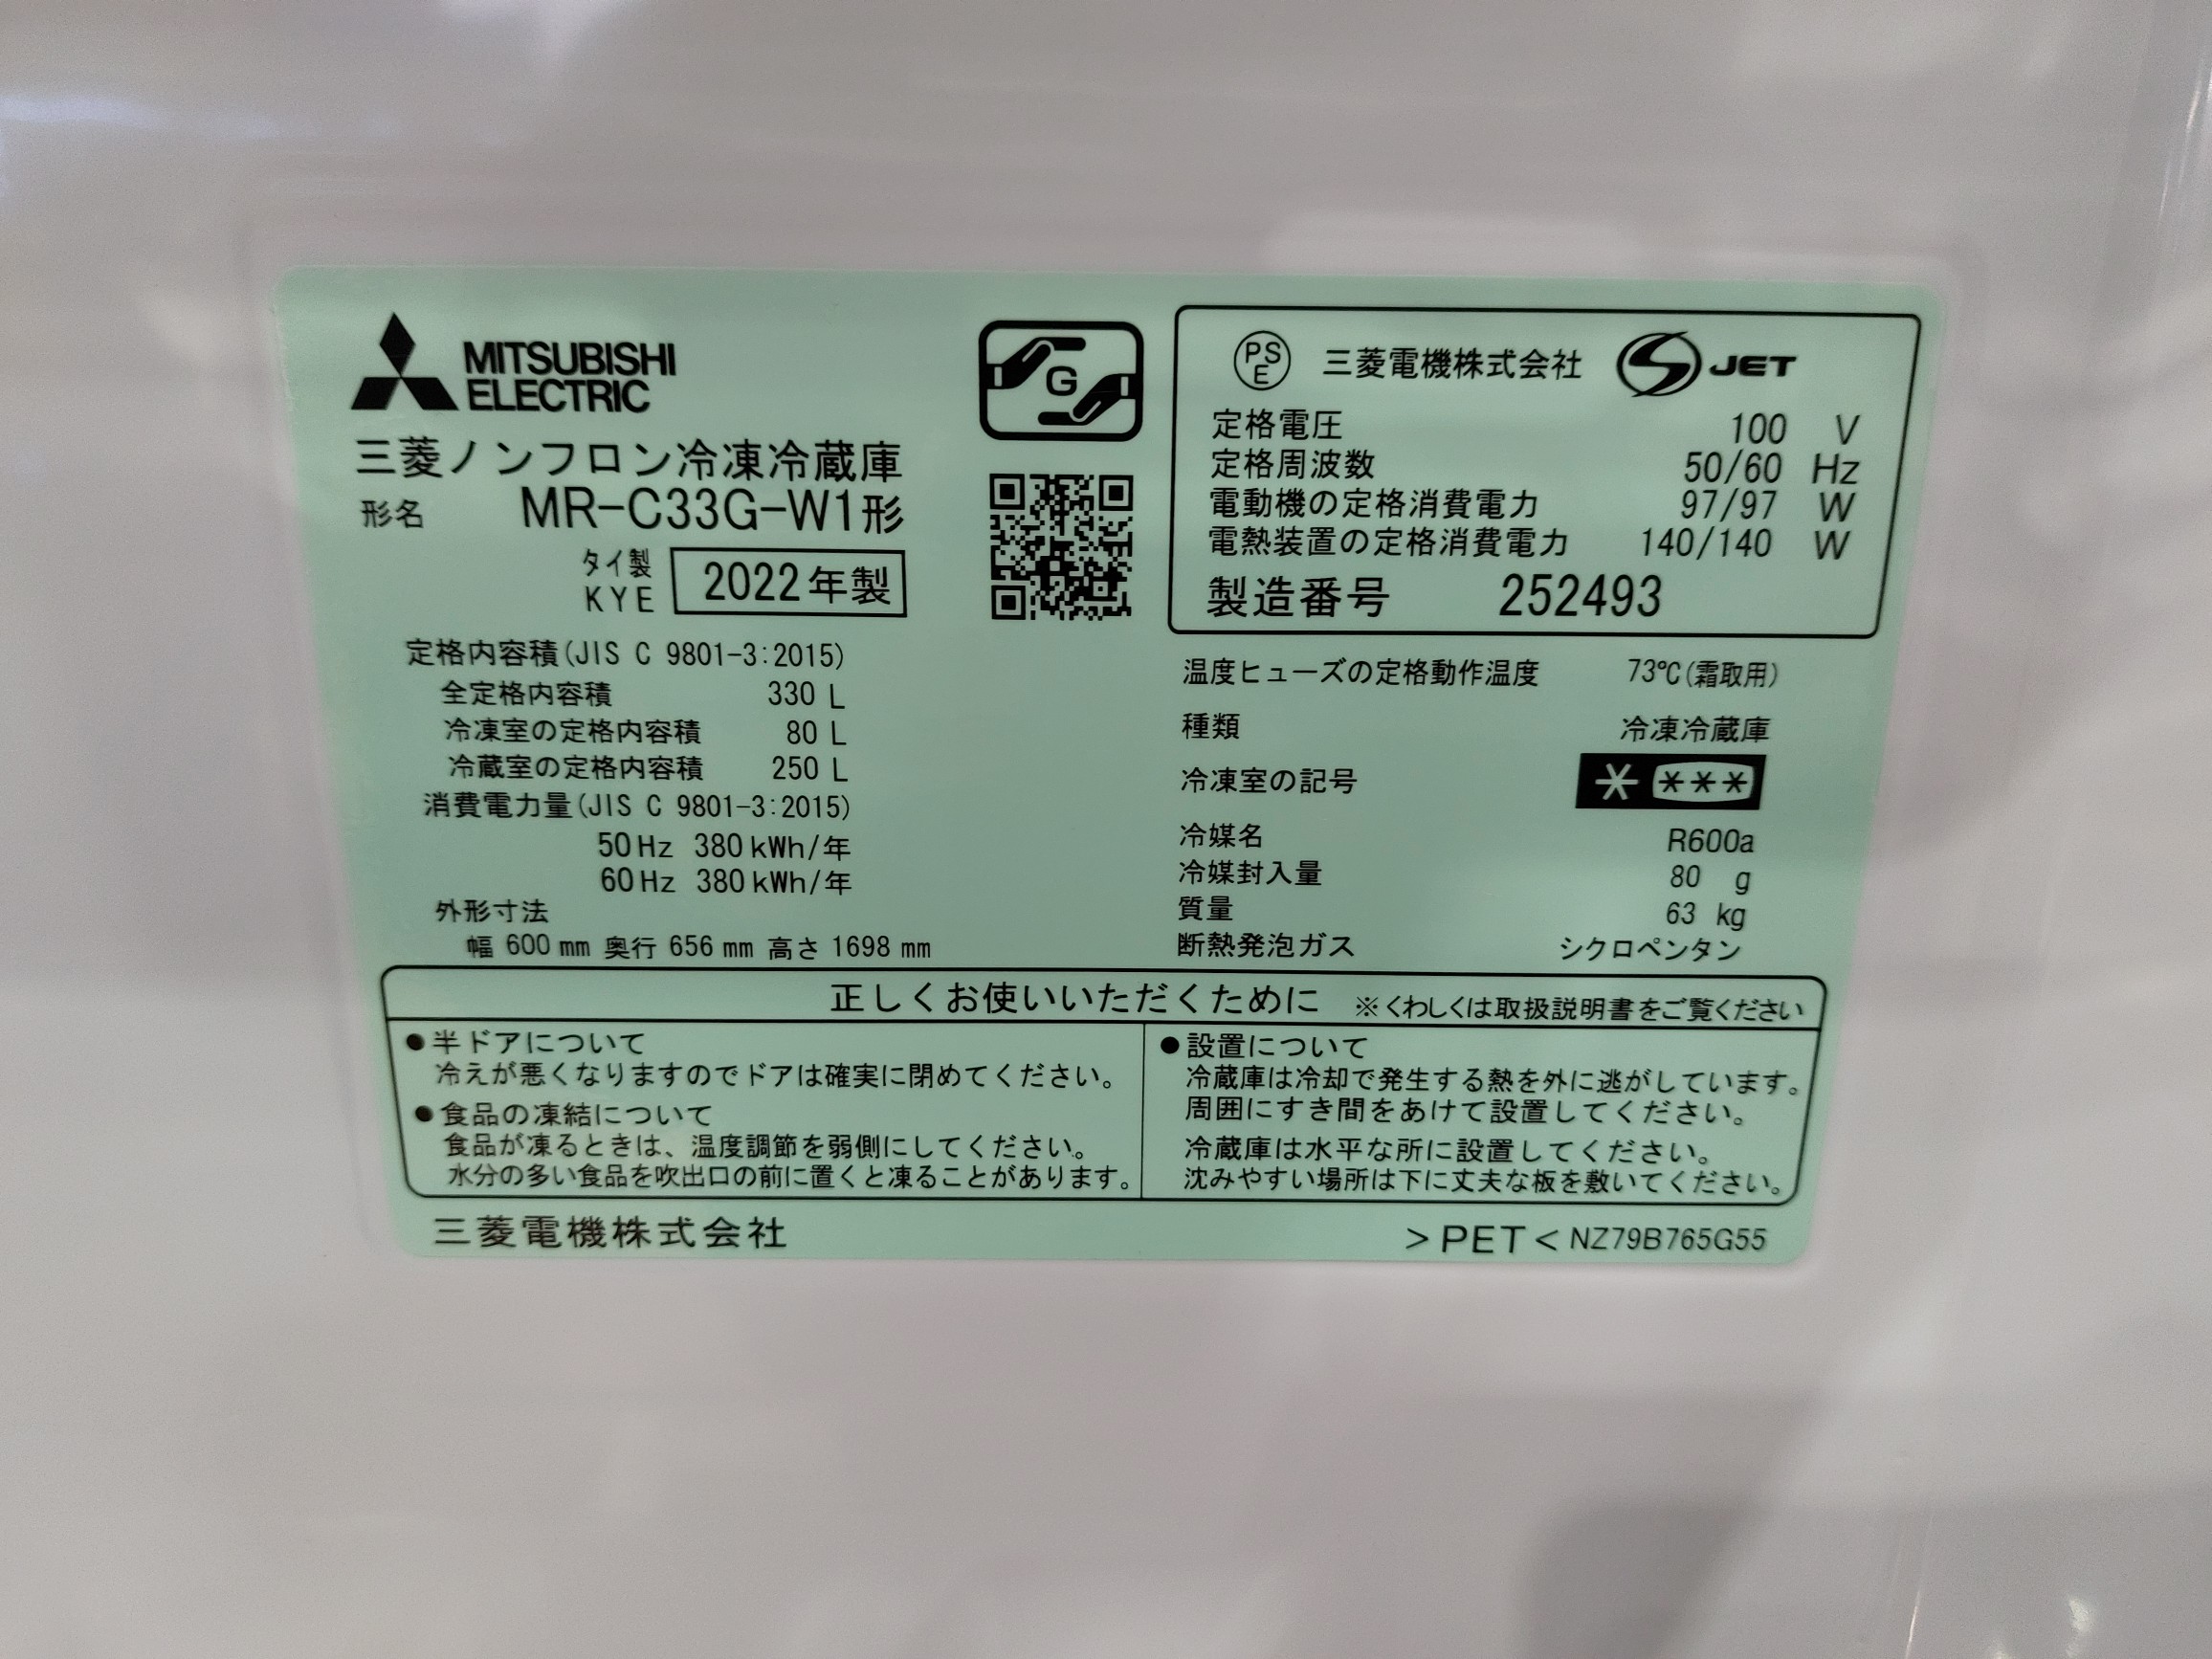 MITSUBISHI
ELECTRIC
三菱ノンフロン冷凍冷蔵庫
形名 MR-C33G-W1形
タイ製
KYE
2022年製
G
定格内容積(JIS C 9801-3:2015)
全定格内容積 330 L
冷凍室の定格内容積 80 L
冷蔵室の定格内容積 250 L
消費電力量(JIS C 9801-3:2015)
50Hz 380kWh/年
60Hz 380kWh/年
外形寸法
幅 600 mm 奥行 656 mm 高さ 1698 mm
PS
E
三菱電機株式会社
S JET
定格電圧 100 V
定格周波数 50/60 Hz
電動機の定格消費電力 97/97 W
電熱装置の定格消費電力 140/140 W
製造番号 252493
温度ヒューズの定格動作温度 73℃(霜取用)
種類 冷凍冷蔵庫
冷凍室の記号 * ***
冷媒名 R600a
冷媒封入量 80 g
質量 63 kg
断熱発泡ガス シクロペンタン
正しくお使いいただくために ※くわしくは取扱説明書をご覧ください
●半ドアについて
冷えが悪くなりますのでドアは確実に閉めてください。
●食品の凍結について
食品が凍るときは、温度調節を弱側にしてください。
水分の多い食品を吹出口の前に置くと凍ることがあります。
●設置について
冷蔵庫は冷却で発生する熱を外に逃がしています。
周囲にすき間をあけて設置してください。
冷蔵庫は水平な所に設置してください。
沈みやすい場所は下に丈夫な板を敷いてください。
三菱電機株式会社
>PET< NZ79B765G55